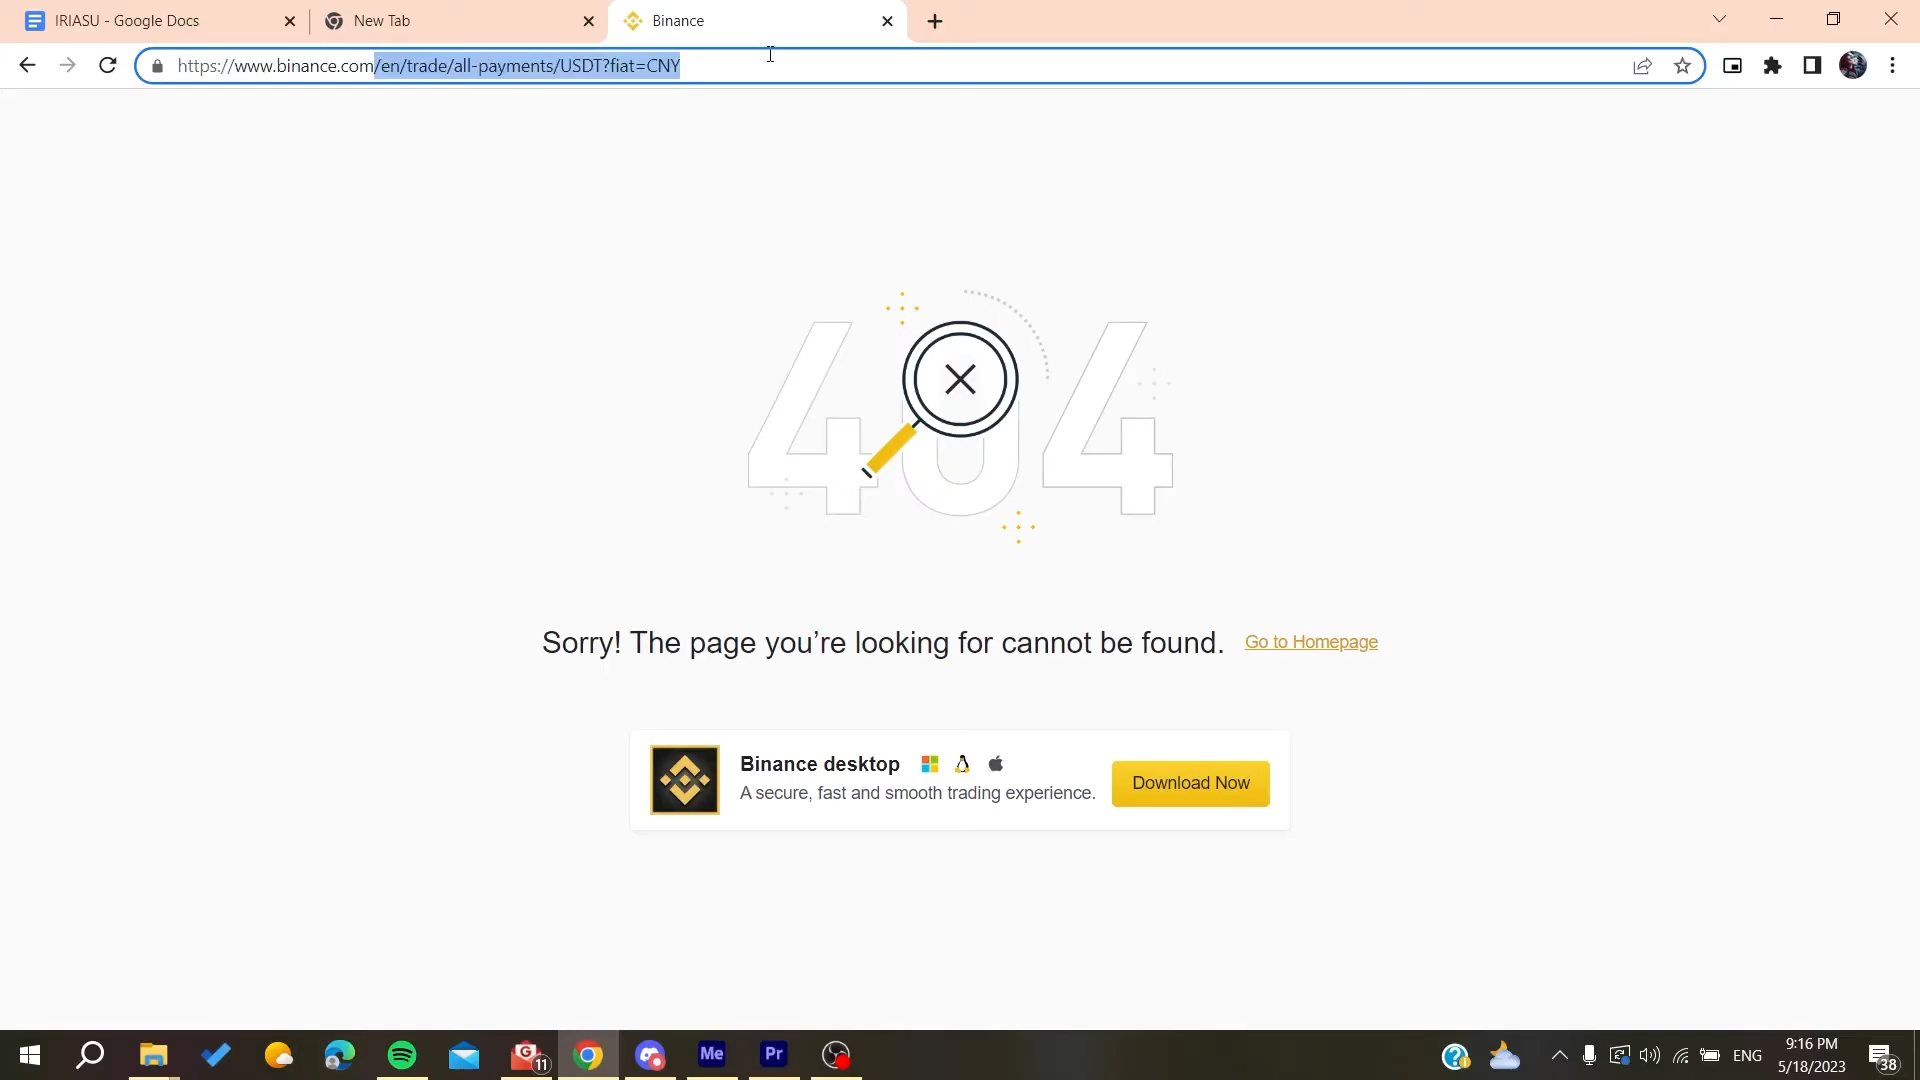 IRIASU - Google Docs
New Tab
Binance
https://www.binance.com/en/trade/all-payments/USDT?fiat=CNY
404
Sorry! The page you’re looking for cannot be found. Go to Homepage
Binance desktop
A secure, fast and smooth trading experience.
Download Now
G 11
Me
Pr
ENG
9:16 PM
5/18/2023
38